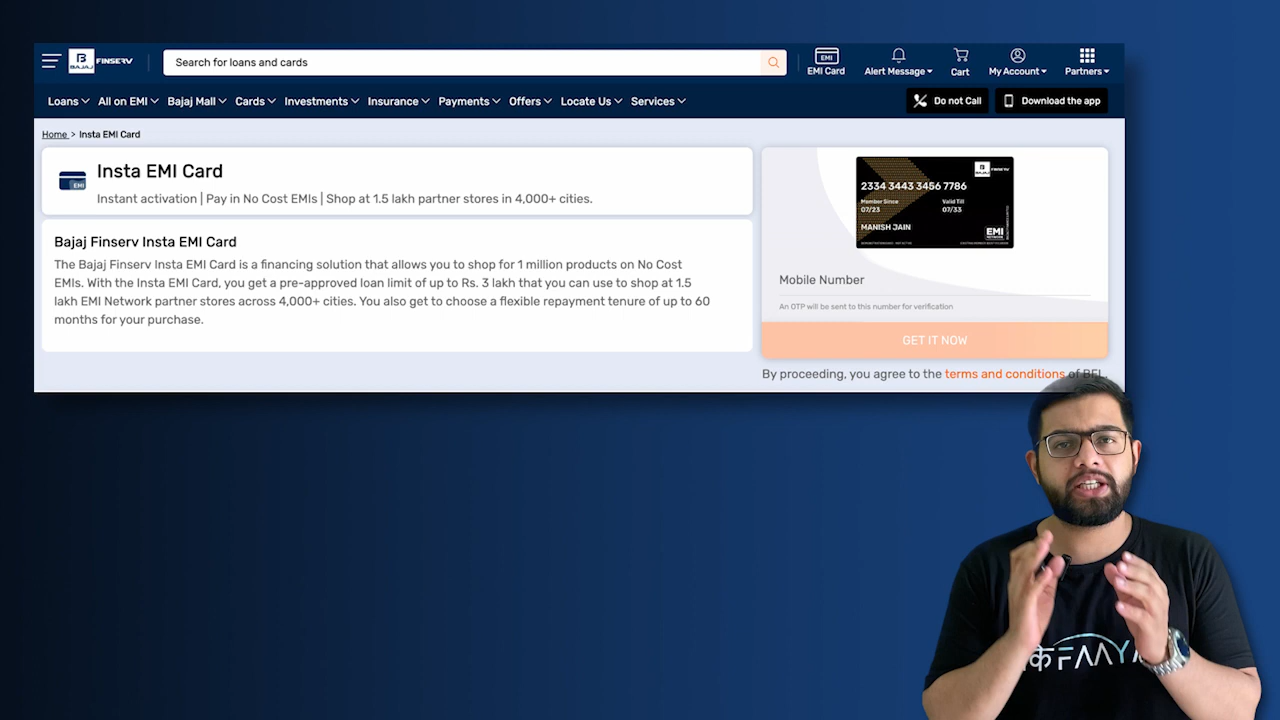 BAJAJ FINSERV
Search for loans and cards
EMI
EMI Card
Alert Message
Cart
My Account
Partners
Loans All on EMI Bajaj Mall Cards Investments Insurance Payments Offers Locate Us Services
Do not Call
Download the app
Home > Insta EMI Card
EMI
Insta EMI Card
Instant activation | Pay in No Cost EMIs | Shop at 1.5 lakh partner stores in 4,000+ cities.
Bajaj Finserv Insta EMI Card
The Bajaj Finserv Insta EMI Card is a financing solution that allows you to shop for 1 million products on No Cost
EMIs. With the Insta EMI Card, you get a pre-approved loan limit of up to Rs. 3 lakh that you can use to shop at 1.5
lakh EMI Network partner stores across 4,000+ cities. You also get to choose a flexible repayment tenure of up to 60
months for your purchase.
2334 3443 3456 7786
Member Since
07/23
Valid Till
07/33
MANISH JAIN
EMI
NETWORK
Mobile Number
An OTP will be sent to this number for verification
GET IT NOW
By proceeding, you agree to the terms and conditions of BFL.
FAAYA